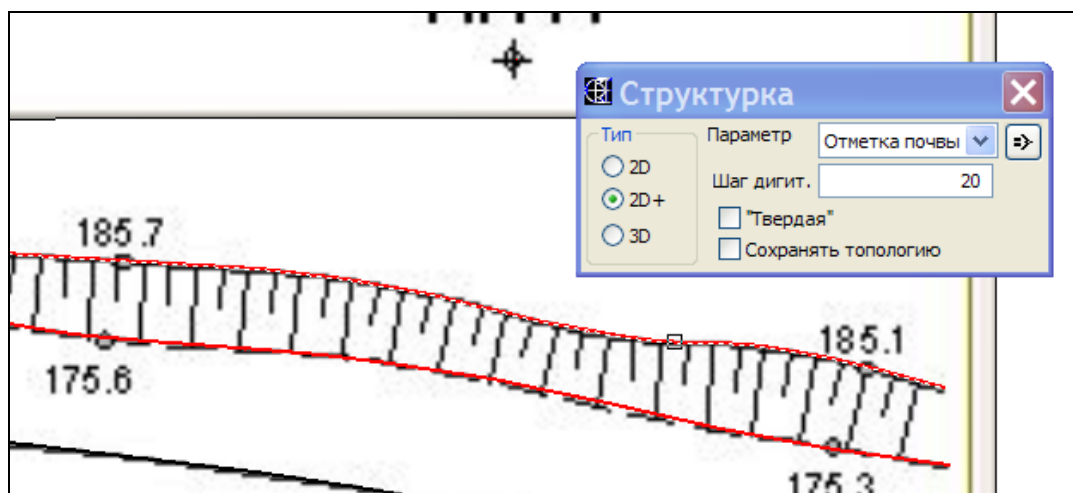 Структурка
Тип
Параметр
Отметка почвы
2D
Шаг дигит.
20
2D+
"Твердая"
3D
Сохранять топологию
185.7
185.1
175.6
175.3